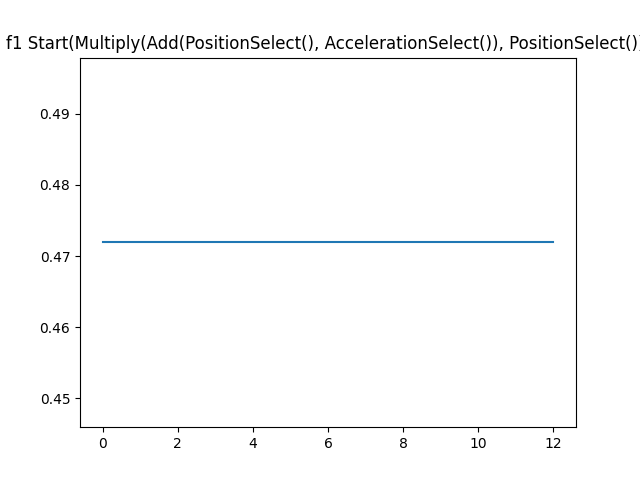 f1 Start(Multiply(Add(PositionSelect(), AccelerationSelect()), PositionSelect())
0.49
0.48
0.47
0.46
0.45
0 2 4 6 8 10 12